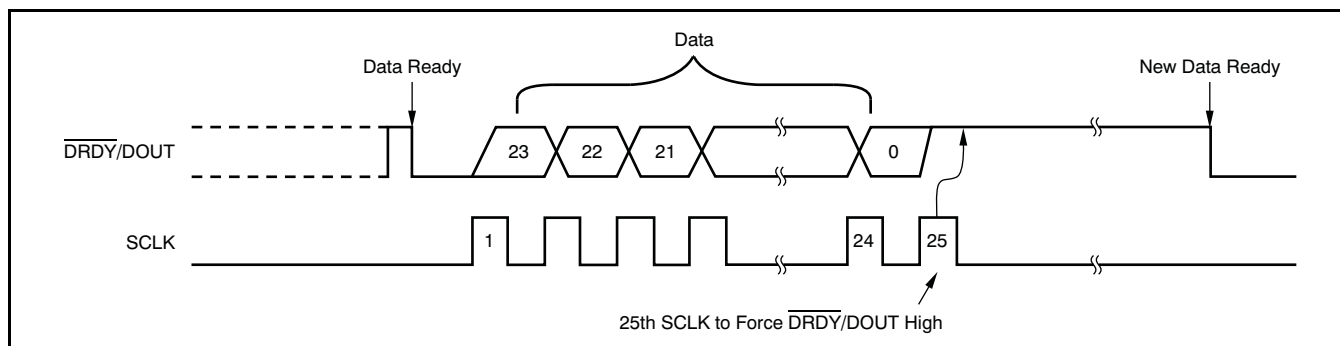 Data
Data Ready
New Data Ready
DRDY/DOUT
23 22 21 0
SCLK
1 24 25
25th SCLK to Force DRDY/DOUT High